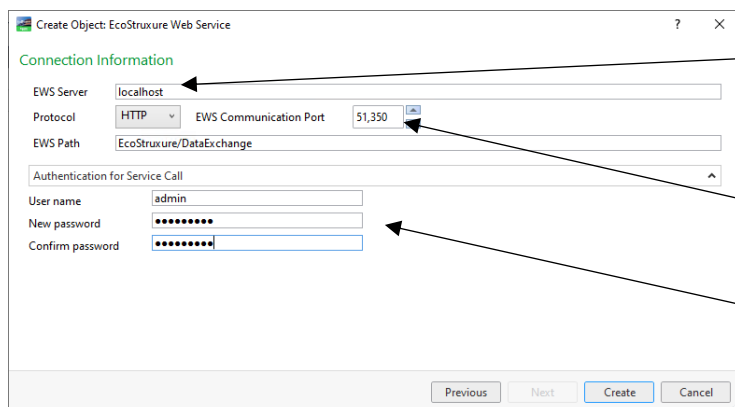 Create Object: EcoStruxure Web Service ?
Connection Information
EWS Server localhost
Protocol HTTP EWS Communication Port 51,350
EWS Path EcoStruxure/DataExchange
Authentication for Service Call
User name admin
New password ●●●●●●●●●
Confirm password ●●●●●●●●●
Previous Next Create Cancel